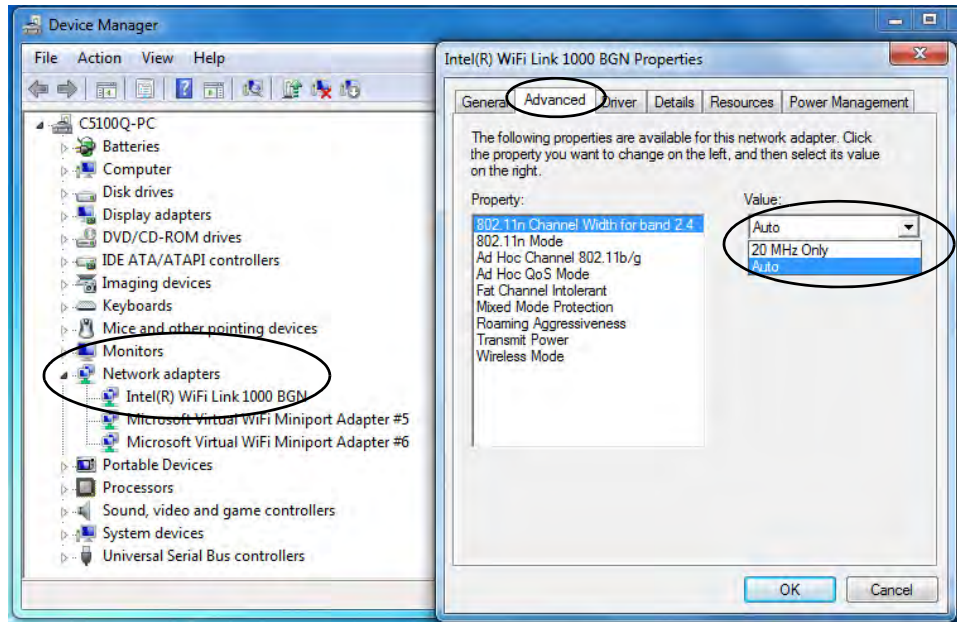 Device Manager
File Action View Help
C5100Q-PC
Batteries
Computer
Disk drives
Display adapters
DVD/CD-ROM drives
IDE ATA/ATAPI controllers
Imaging devices
Keyboards
Mice and other pointing devices
Monitors
Network adapters
Intel(R) WiFi Link 1000 BGN
Microsoft Virtual WiFi Miniport Adapter #5
Microsoft Virtual WiFi Miniport Adapter #6
Portable Devices
Processors
Sound, video and game controllers
System devices
Universal Serial Bus controllers
Intel(R) WiFi Link 1000 BGN Properties
General Advanced Driver Details Resources Power Management
The following properties are available for this network adapter. Click
the property you want to change on the left, and then select its value
on the right.
Property:
802.11n Channel Width for band 2.4
802.11n Mode
Ad Hoc Channel 802.11b/g
Ad Hoc QoS Mode
Fat Channel Intolerant
Mixed Mode Protection
Roaming Aggressiveness
Transmit Power
Wireless Mode
Value:
Auto
20 MHz Only
Auto
OK Cancel